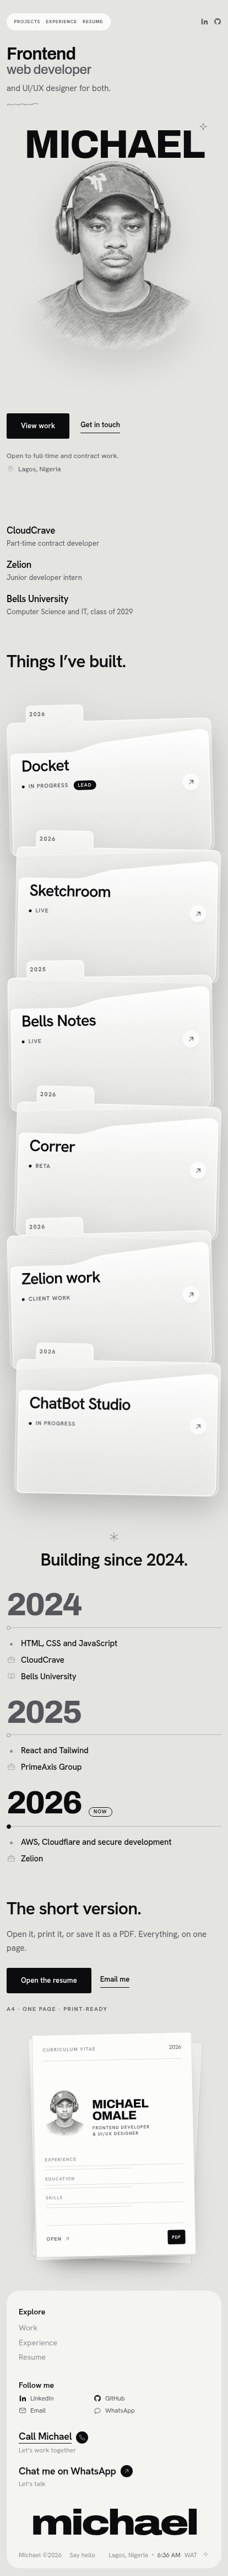 PROJECTS EXPERIENCE RESUME
Frontend
web developer
and UI/UX designer for both.
MICHAEL
View work
Get in touch
Open to full-time and contract work.
Lagos, Nigeria
CloudCrave
Part-time contract developer
Zelion
Junior developer intern
Bells University
Computer Science and IT, class of 2029
Things I've built.
2026
Docket
IN PROGRESS LEAD
2026
Sketchroom
LIVE
2025
Bells Notes
LIVE
2026
Correr
BETA
2026
Zelion work
CLIENT WORK
2026
ChatBot Studio
IN PROGRESS
Building since 2024.
2024
HTML, CSS and JavaScript
CloudCrave
Bells University
2025
React and Tailwind
PrimeAxis Group
2026 NOW
AWS, Cloudflare and secure development
Zelion
The short version.
Open it, print it, or save it as a PDF. Everything, on one
page.
Open the resume
Email me
A4 · ONE PAGE · PRINT-READY
CURRICULUM VITAE 2026
MICHAEL
OMALE
FRONTEND DEVELOPER
& UI/UX DESIGNER
EXPERIENCE
EDUCATION
SKILLS
OPEN ↗ PDF
Explore
Work
Experience
Resume
Follow me
LinkedIn GitHub
Email WhatsApp
Call Michael
Let's work together
Chat me on WhatsApp
Let's talk
michael
Michael ©2026 Say hello Lagos, Nigeria · 6:36 AM WAT